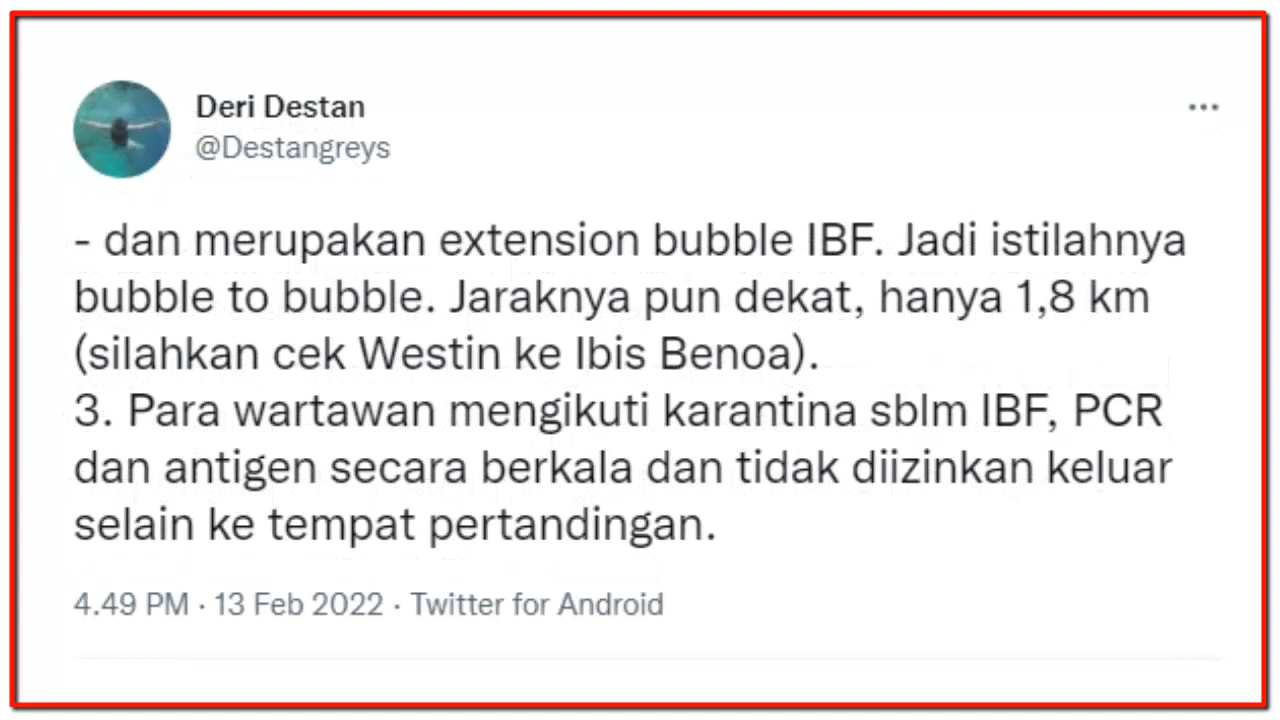 Deri Destan
@Destangreys
- dan merupakan extension bubble IBF. Jadi istilahnya
bubble to bubble. Jaraknya pun dekat, hanya 1,8 km
(silahkan cek Westin ke Ibis Benoa).
3. Para wartawan mengikuti karantina sblm IBF, PCR
dan antigen secara berkala dan tidak diizinkan keluar
selain ke tempat pertandingan.
4.49 PM · 13 Feb 2022 · Twitter for Android